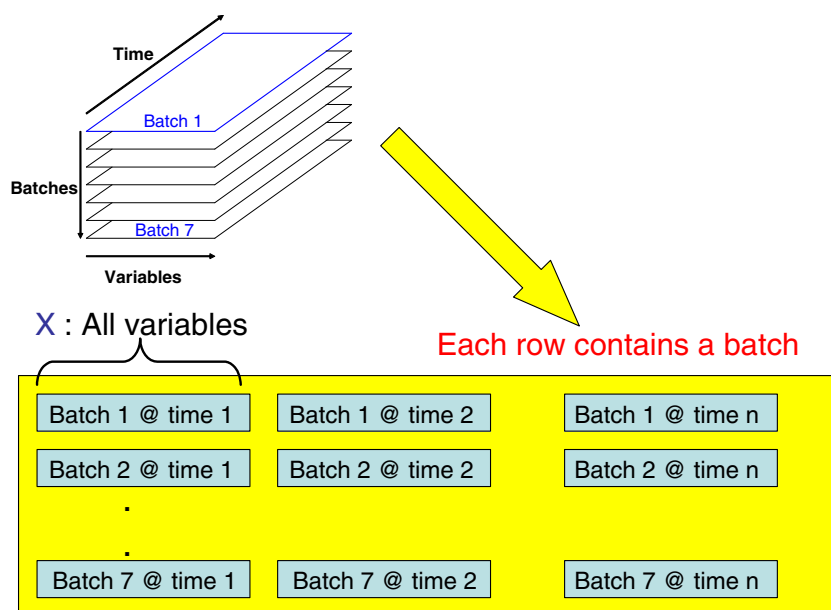 Time
Batch 1
Batches
Batch 7
Variables
X : All variables
Each row contains a batch
Batch 1 @ time 1 Batch 1 @ time 2 Batch 1 @ time n
Batch 2 @ time 1 Batch 2 @ time 2 Batch 2 @ time n
.
.
Batch 7 @ time 1 Batch 7 @ time 2 Batch 7 @ time n